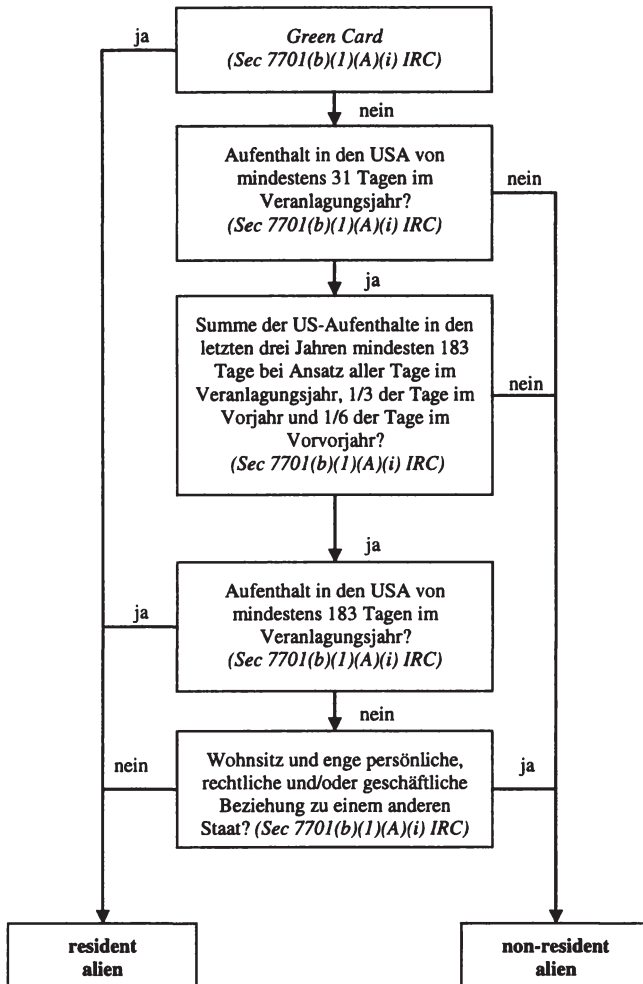 ja
Green Card
(Sec 7701(b)(1)(A)(i) IRC)
nein
Aufenthalt in den USA von
mindestens 31 Tagen im
Veranlagungsjahr?
(Sec 7701(b)(1)(A)(i) IRC)
nein
ja
Summe der US-Aufenthalte in den
letzten drei Jahren mindesten 183
Tage bei Ansatz aller Tage im
Veranlagungsjahr, 1/3 der Tage im
Vorjahr und 1/6 der Tage im
Vorvorjahr?
(Sec 7701(b)(1)(A)(i) IRC)
nein
ja
ja
Aufenthalt in den USA von
mindestens 183 Tagen im
Veranlagungsjahr?
(Sec 7701(b)(1)(A)(i) IRC)
nein
nein
Wohnsitz und enge persönliche,
rechtliche und/oder geschäftliche
Beziehung zu einem anderen
Staat? (Sec 7701(b)(1)(A)(i) IRC)
ja
resident
alien
non-resident
alien